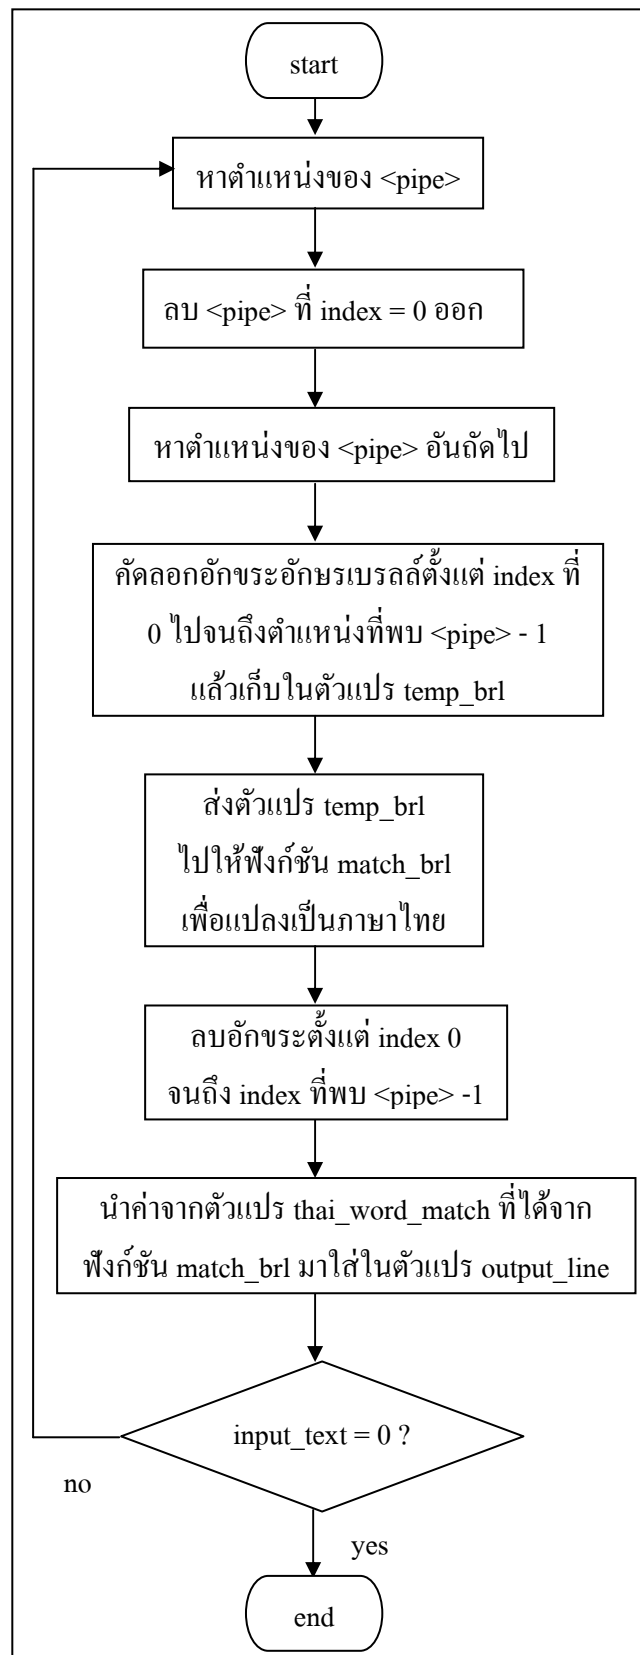 start
หาตำแหน่งของ <pipe>
ลบ <pipe> ที่ index = 0 ออก
หาตำแหน่งของ <pipe> อันถัดไป
คัดลอกอักขระอักษรเบรลล์ตั้งแต่ index ที่
0 ไปจนถึงตำแหน่งที่พบ <pipe> - 1
แล้วเก็บในตัวแปร temp_brl
ส่งตัวแปร temp_brl
ไปให้ฟังก์ชัน match_brl
เพื่อแปลงเป็นภาษาไทย
ลบอักขระตั้งแต่ index 0
จนถึง index ที่พบ <pipe> -1
นำค่าจากตัวแปร thai_word_match ที่ได้จาก
ฟังก์ชัน match_brl มาใส่ในตัวแปร output_line
input_text = 0 ?
no
yes
end